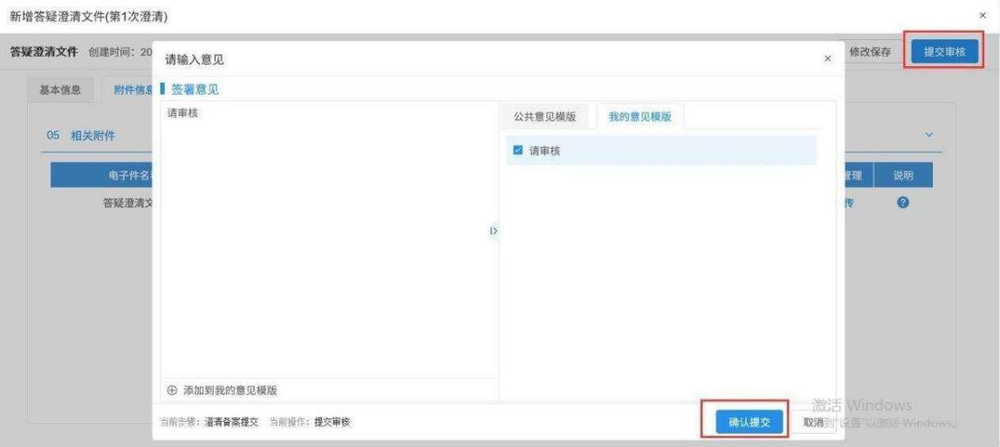 新增答疑澄清文件(第1次澄清)
×
答疑澄清文件 创建时间：20
修改保存 提交审核
请输入意见 ×
基本信息 附件信息
签署意见
请审核
公共意见模版 我的意见模版
05 相关附件
请审核
电子件名
管理 说明
答疑澄清文
传 ?
添加到我的意见模版
当前步骤：澄清备案提交 当前操作：提交审核
确认提交 取消
激活 Windows
到"设置"以激活 Windows。